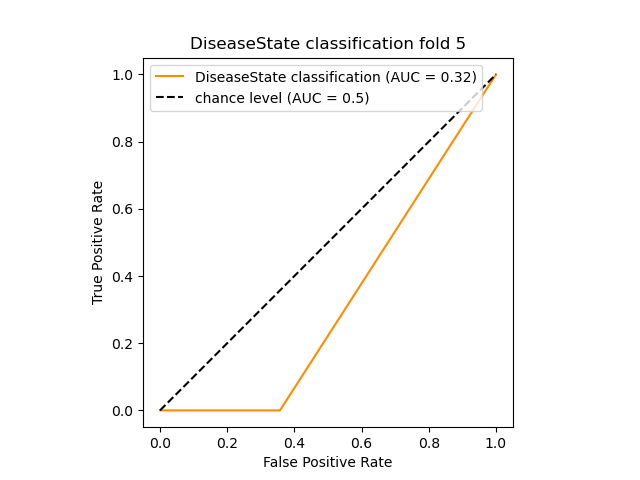 DiseaseState classification fold 5
DiseaseState classification (AUC = 0.32)
chance level (AUC = 0.5)
1.0
0.8
0.6
0.4
0.2
0.0
True Positive Rate
0.0 0.2 0.4 0.6 0.8 1.0
False Positive Rate